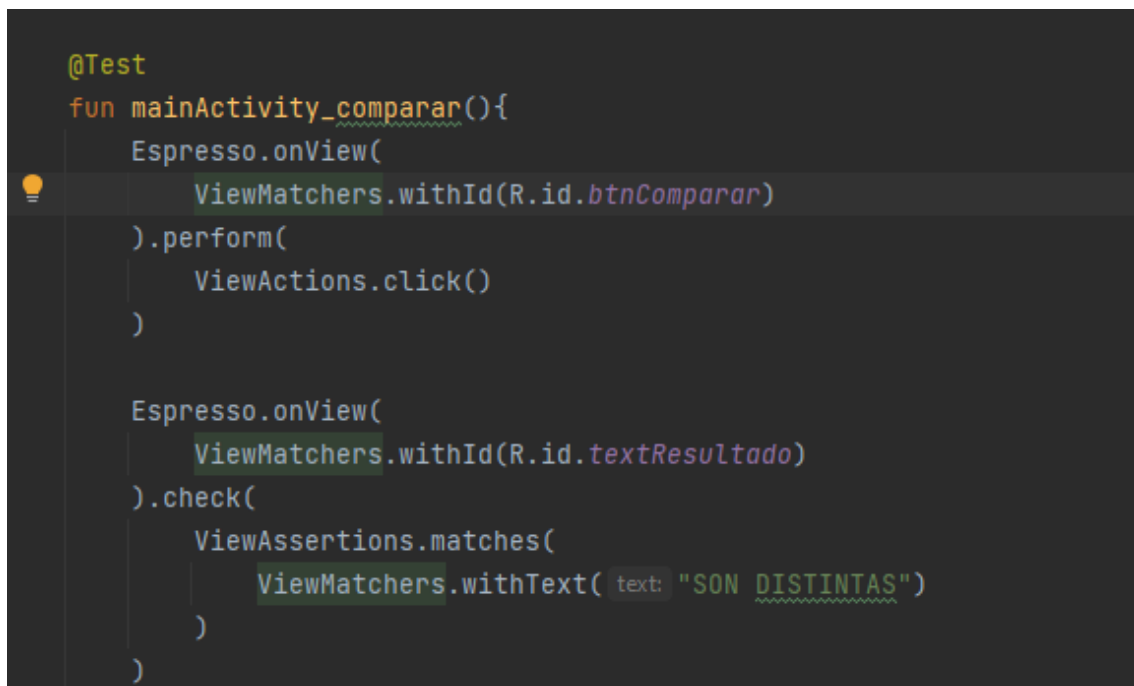 @Test
fun mainActivity_comparar(){
Espresso.onView(
ViewMatchers.withId(R.id.btnComparar)
).perform(
ViewActions.click()
)
Espresso.onView(
ViewMatchers.withId(R.id.textResultado)
).check(
ViewAssertions.matches(
ViewMatchers.withText( text: "SON DISTINTAS")
)
)